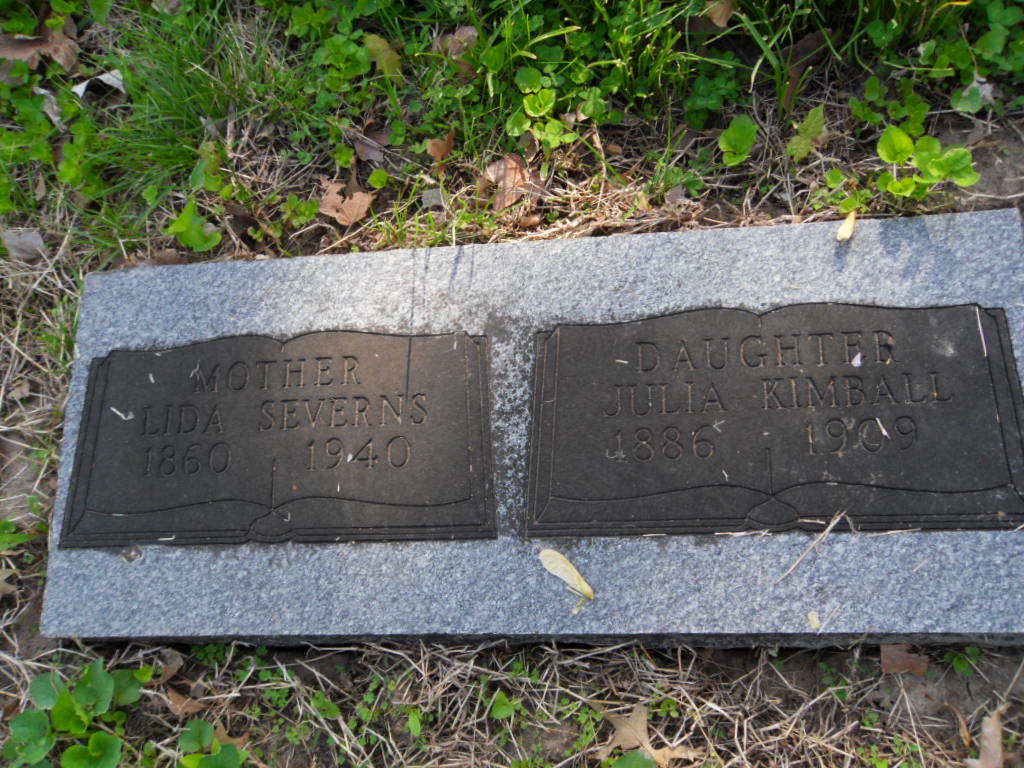 MOTHER
LIDA SEVERNS
1860 1940
DAUGHTER
JULIA KIMBALL
1886 1909